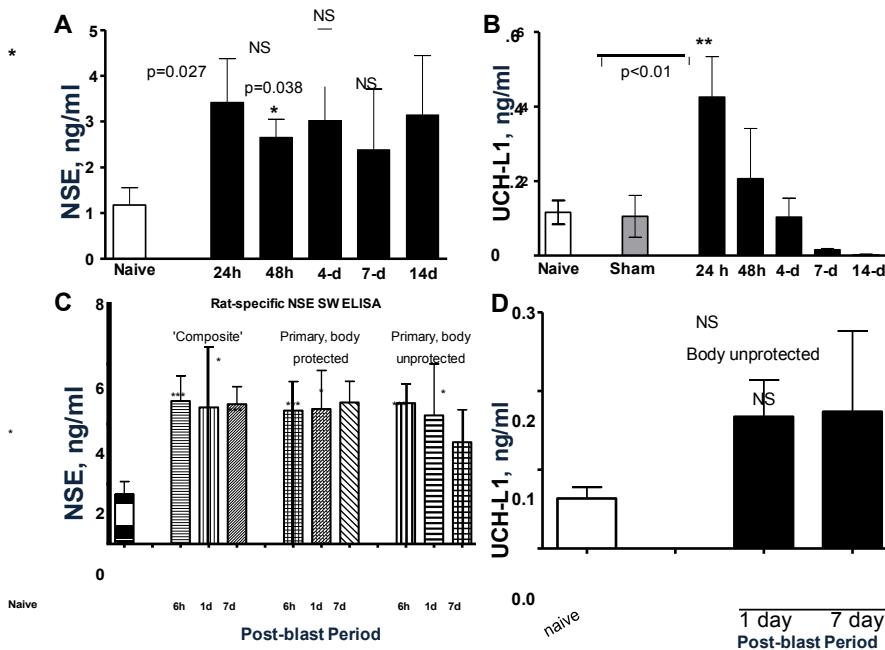 A
NSE, ng/ml
5
4
3
2
1
0
*
p=0.027
NS
p=0.038
*
NS
NS
Naive
24h
48h
4-d
7-d
14d
B
UCH-L1, ng/ml
.6
.2
0
**
p<0.01
Naive
Sham
24 h
48h
4-d
7-d
14-d
C
Rat-specific NSE SW ELISA
NSE, ng/ml
8
6
4
2
0
*
'Composite'
Primary, body
protected
Primary, body
unprotected
***
*
***
***
*
*
Naive
6h
1d
7d
6h
1d
7d
6h
1d
7d
Post-blast Period
D
UCH-L1, ng/ml
0.3
0.2
0.1
0.0
NS
Body unprotected
NS
naive
1 day
7 day
Post-blast Period